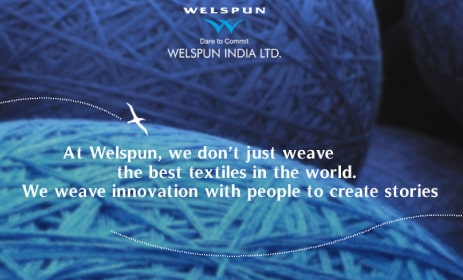 WELSPUN
Dare to Commit
WELSPUN INDIA LTD.
At Welspun, we don't just weave
the best textiles in the world.
We weave innovation with people to create stories